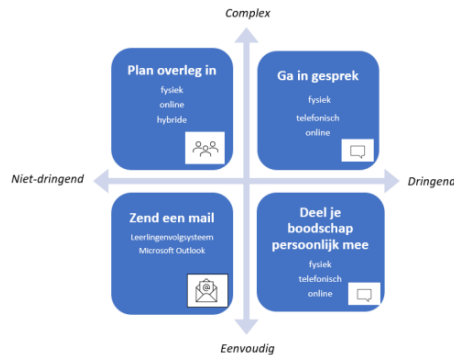 Complex
Plan overleg in
fysiek
online
hybride
Ga in gesprek
fysiek
telefonisch
online
Niet-dringend
Dringend
Zend een mail
Leerlingenvolgsysteem
Microsoft Outlook
Deel je
boodschap
persoonlijk mee
fysiek
telefonisch
online
Eenvoudig